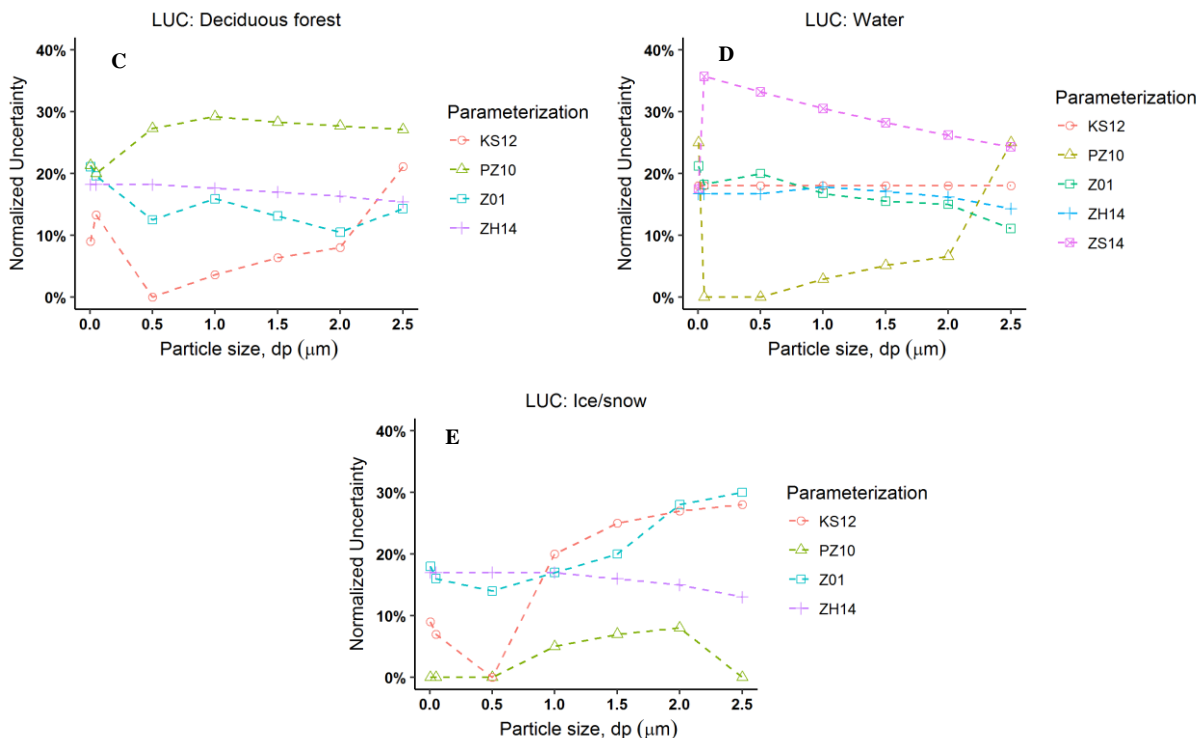 LUC: Deciduous forest
C
Normalized Uncertainty
40%
30%
20%
10%
0%
0.0 0.5 1.0 1.5 2.0 2.5
Particle size, dp (μm)
Parameterization
KS12
PZ10
Z01
ZH14
LUC: Water
D
Normalized Uncertainty
40%
30%
20%
10%
0%
0.0 0.5 1.0 1.5 2.0 2.5
Particle size, dp (μm)
Parameterization
KS12
PZ10
Z01
ZH14
ZS14
LUC: Ice/snow
E
Normalized Uncertainty
40%
30%
20%
10%
0%
0.0 0.5 1.0 1.5 2.0 2.5
Particle size, dp (μm)
Parameterization
KS12
PZ10
Z01
ZH14